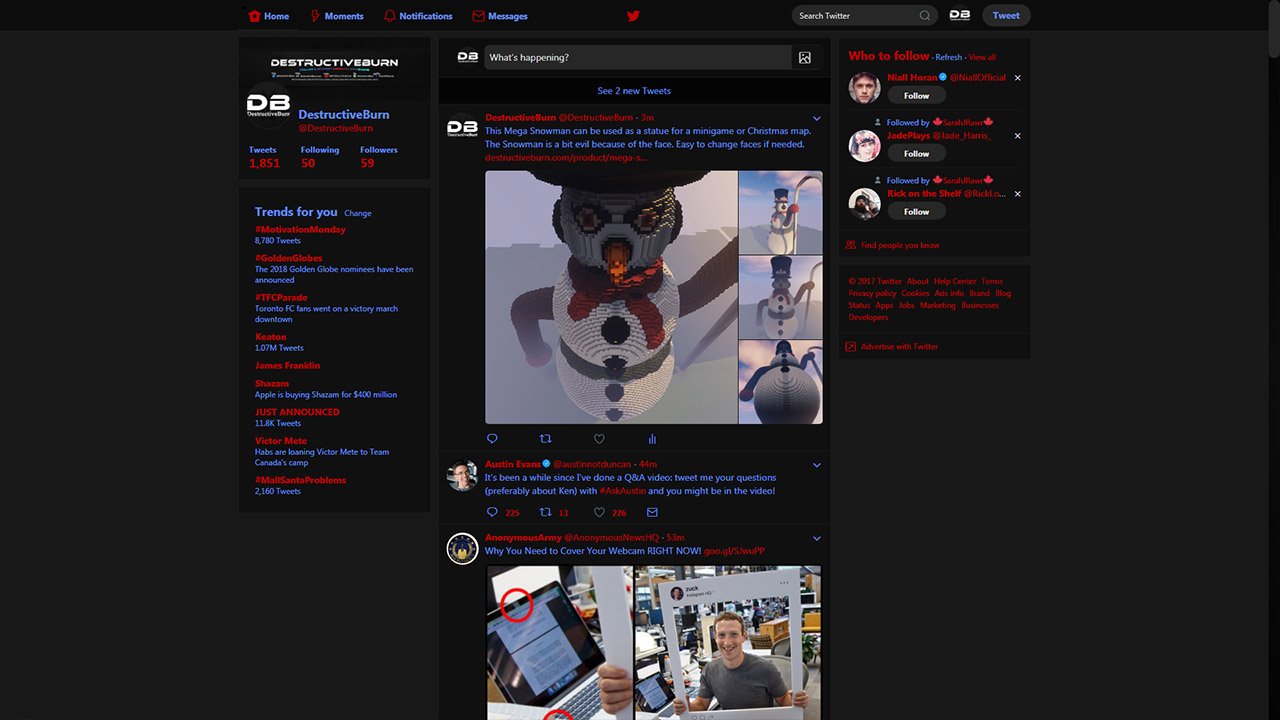 Home
Moments
Notifications
Messages
Search Twitter
DB
Tweet
DESTRUCTIVEBURN
DB
DestructiveBurn
DestructiveBurn
@DestructiveBurn
Tweets Following Followers
1,851 50 59
Trends for you Change
#MotivationMonday
8,780 Tweets
#GoldenGlobes
The 2018 Golden Globe nominees have been
announced
#TFCParade
Toronto FC fans went on a victory march
downtown
Keaton
1.07M Tweets
James Franklin
Shazam
Apple is buying Shazam for $400 million
JUST ANNOUNCED
11.8K Tweets
Victor Mete
Habs are loaning Victor Mete to Team
Canada's camp
#MallSantaProblems
2,160 Tweets
DB
What's happening?
See 2 new Tweets
DB
DestructiveBurn @DestructiveBurn · 3m
This Mega Snowman can be used as a statue for a minigame or Christmas map.
The Snowman is a bit evil because of the face. Easy to change faces if needed.
destructiveburn.com/product/mega-s...
Austin Evans @austinnotduncan · 44m
It's been a while since I've done a Q&A video: tweet me your questions
(preferably about Ken) with #AskAustin and you might be in the video!
225 13 226
AnonymousArmy @AnonymousNewsHQ · 53m
Why You Need to Cover Your Webcam RIGHT NOW! goo.gl/SJwuPP
zuck
Instagram HQ
Who to follow · Refresh · View all
Niall Horan @NiallOfficial
Follow
Followed by SarahJRawr
JadePlays @Jade_Harris_
Follow
Followed by SarahJRawr
Rick on the Shelf @RickLo...
Follow
Find people you know
© 2017 Twitter About Help Center Terms
Privacy policy Cookies Ads info Brand Blog
Status Apps Jobs Marketing Businesses
Developers
Advertise with Twitter